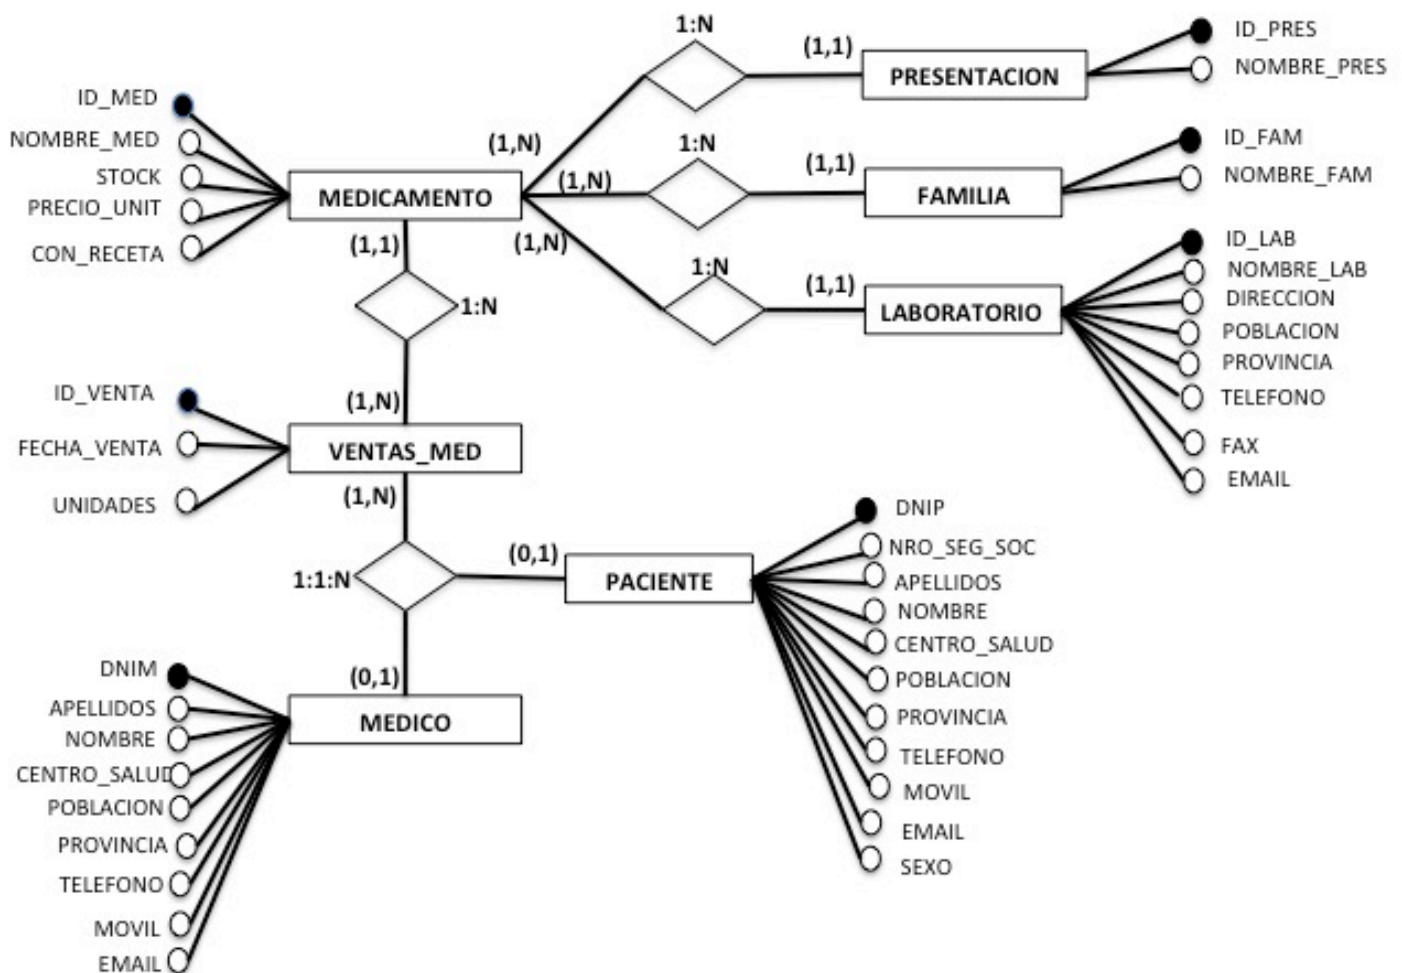 1:N
(1,1)
PRESENTACION
ID_PRES
NOMBRE_PRES
ID_MED
NOMBRE_MED
STOCK
PRECIO_UNIT
CON_RECETA
MEDICAMENTO
(1,N)
1:N
(1,1)
(1,N)
FAMILIA
ID_FAM
NOMBRE_FAM
(1,N)
1:N
(1,1)
LABORATORIO
ID_LAB
NOMBRE_LAB
DIRECCION
POBLACION
PROVINCIA
TELEFONO
FAX
EMAIL
(1,1)
1:N
(1,N)
ID_VENTA
FECHA_VENTA
UNIDADES
VENTAS_MED
(1,N)
1:1:N
(0,1)
PACIENTE
DNIP
NRO_SEG_SOC
APELLIDOS
NOMBRE
CENTRO_SALUD
POBLACION
PROVINCIA
TELEFONO
MOVIL
EMAIL
SEXO
(0,1)
MEDICO
DNIM
APELLIDOS
NOMBRE
CENTRO_SALUD
POBLACION
PROVINCIA
TELEFONO
MOVIL
EMAIL